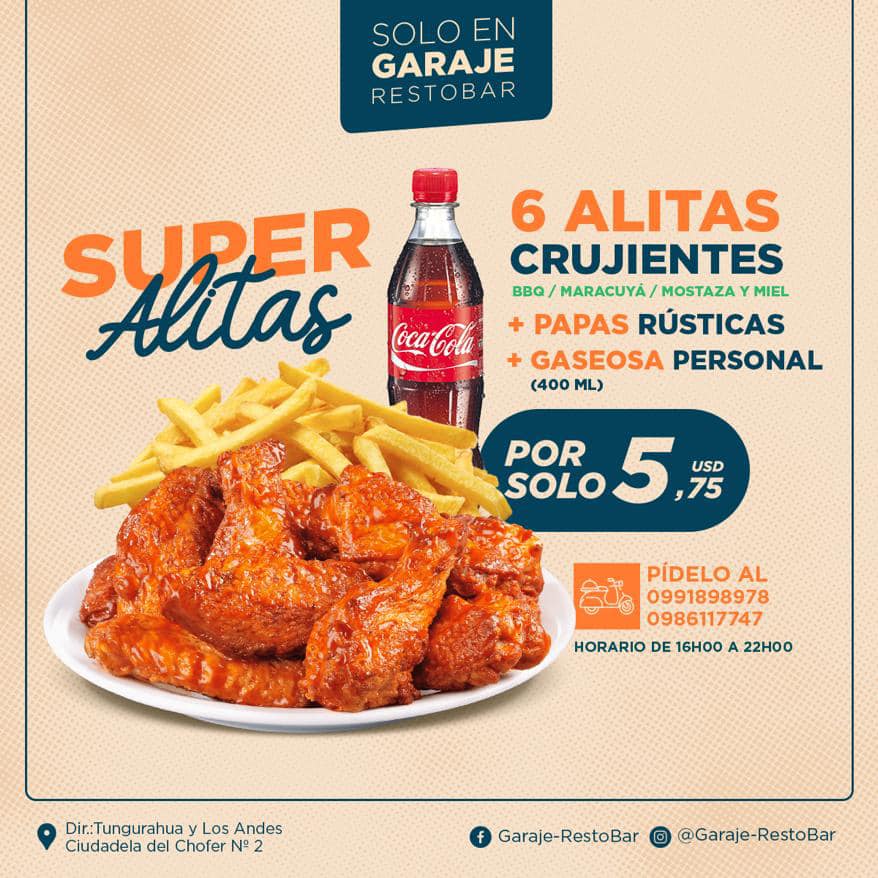 SOLO EN
GARAJE
RESTOBAR
SUPER
Alitas
Coca-Cola
6 ALITAS
CRUJIENTES
BBQ / MARACUYÁ / MOSTAZA Y MIEL
+ PAPAS RÚSTICAS
+ GASEOSA PERSONAL
(400 ML)
POR
SOLO 5,75 USD
PÍDELO AL
0991898978
0986117747
HORARIO DE 16H00 A 22H00
Dir.:Tungurahua y Los Andes
Ciudadela del Chofer Nº 2
Garaje-RestoBar @Garaje-RestoBar